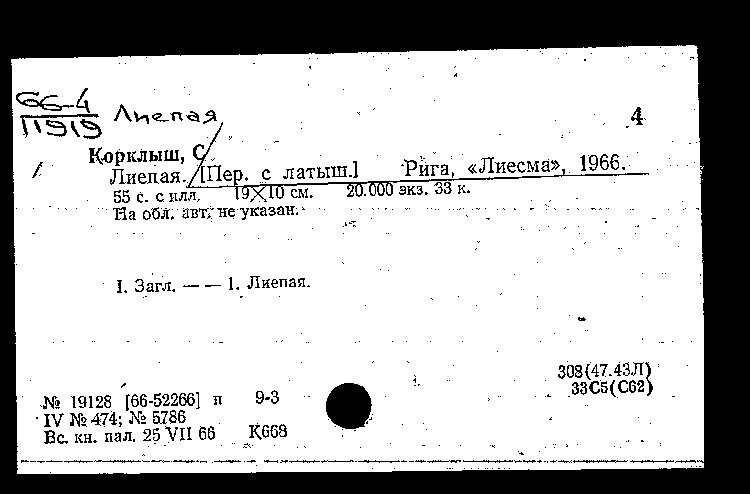 66-4
11919
Лиепая
4
Корклыш, С
Лиепая. [Пер. с латыш.] Рига, «Лиесма», 1966.
55 с. с илл. 19×10 см. 20.000 экз. 33 к.
На обл. авт. не указан.
I. Загл. — — 1. Лиепая.
308(47.43Л)
33С5(С62)
№ 19128 [66-52266] п 9-3
IV № 474; № 5786
Вс. кн. пал. 25 VII 66 К668